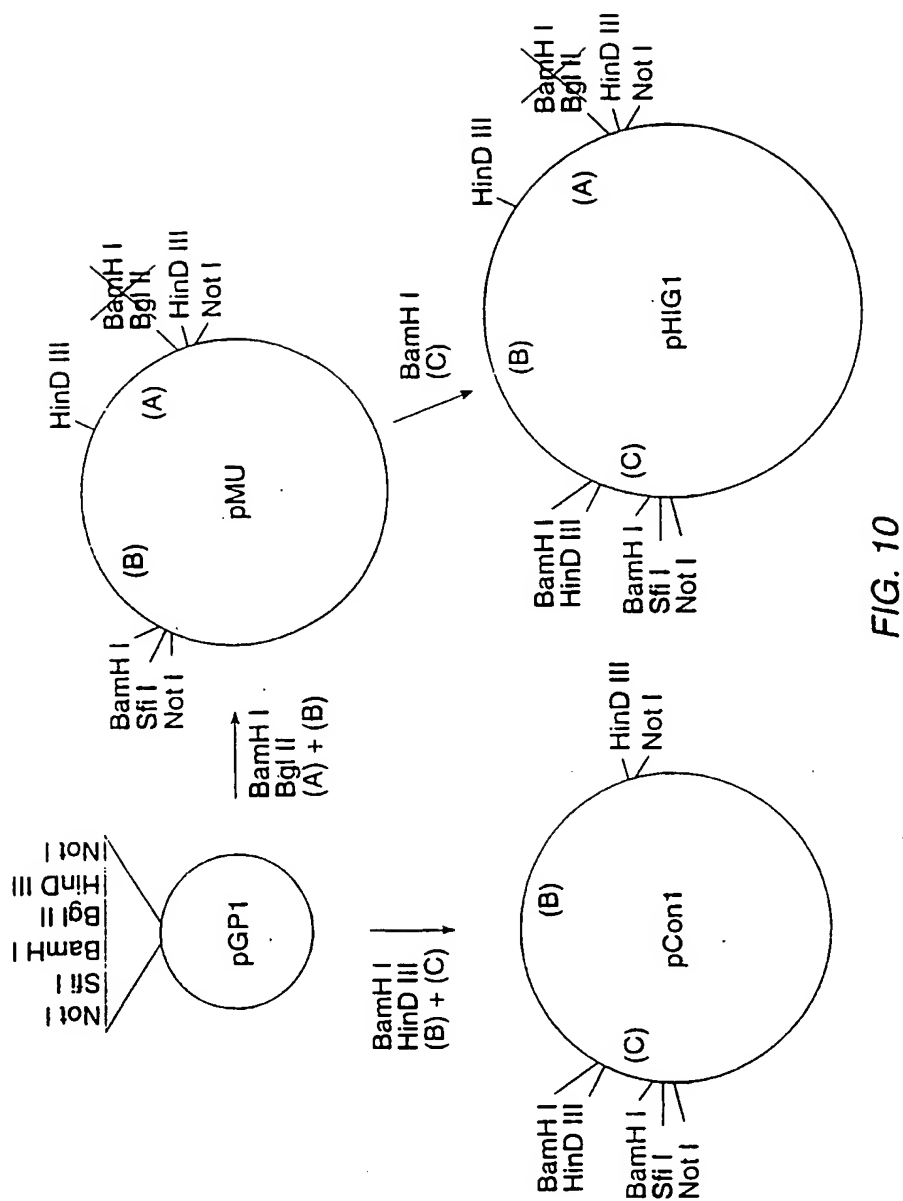 Not I
Sfi I
BamH I
Bgl II
HinD III
Not I
pGP1
BamH I
Bgl II
(A) + (B)
BamH I
Sfi I
Not I
(B)
HinD III
(A)
BamH I
Bgl II
HinD III
Not I
pMU
BamH I
HinD III
(B) + (C)
BamH I
(C)
BamH I
HinD III
BamH I
Sfi I
Not I
(C)
(B)
HinD III
Not I
pCon1
BamH I
HinD III
BamH I
Sfi I
Not I
(C)
(B)
HinD III
(A)
BamH I
Bgl II
HinD III
Not I
pHIG1
FIG. 10